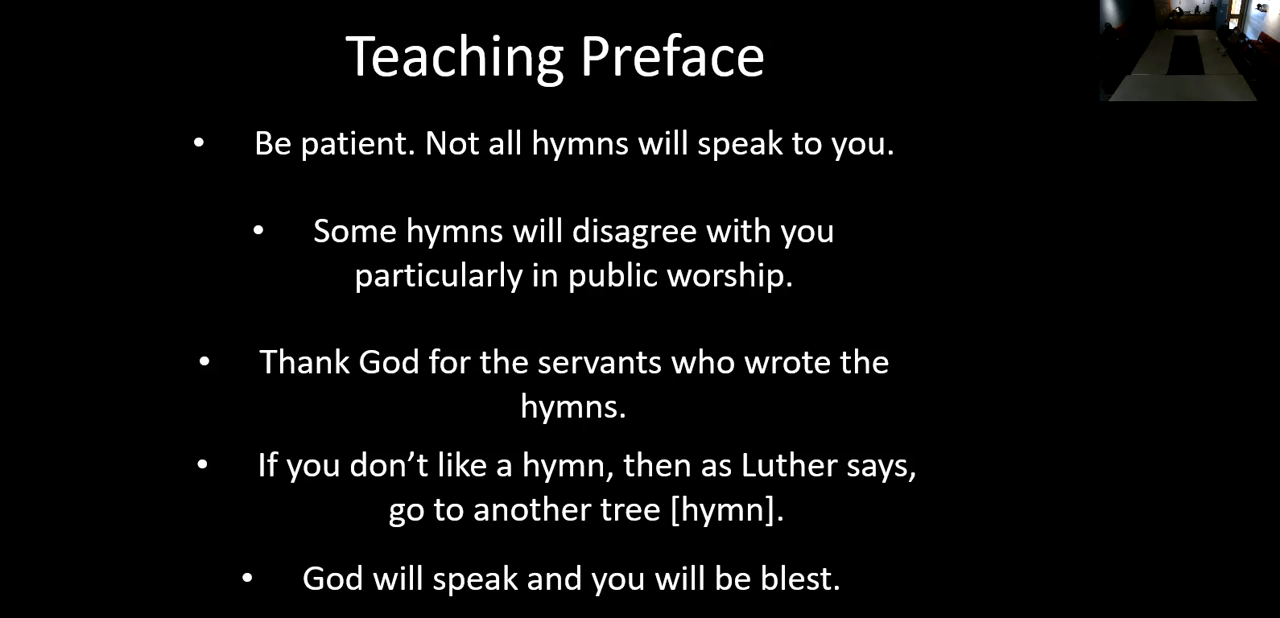 Teaching Preface
• Be patient. Not all hymns will speak to you.
• Some hymns will disagree with you
particularly in public worship.
• Thank God for the servants who wrote the
hymns.
• If you don’t like a hymn, then as Luther says,
go to another tree [hymn].
• God will speak and you will be blest.